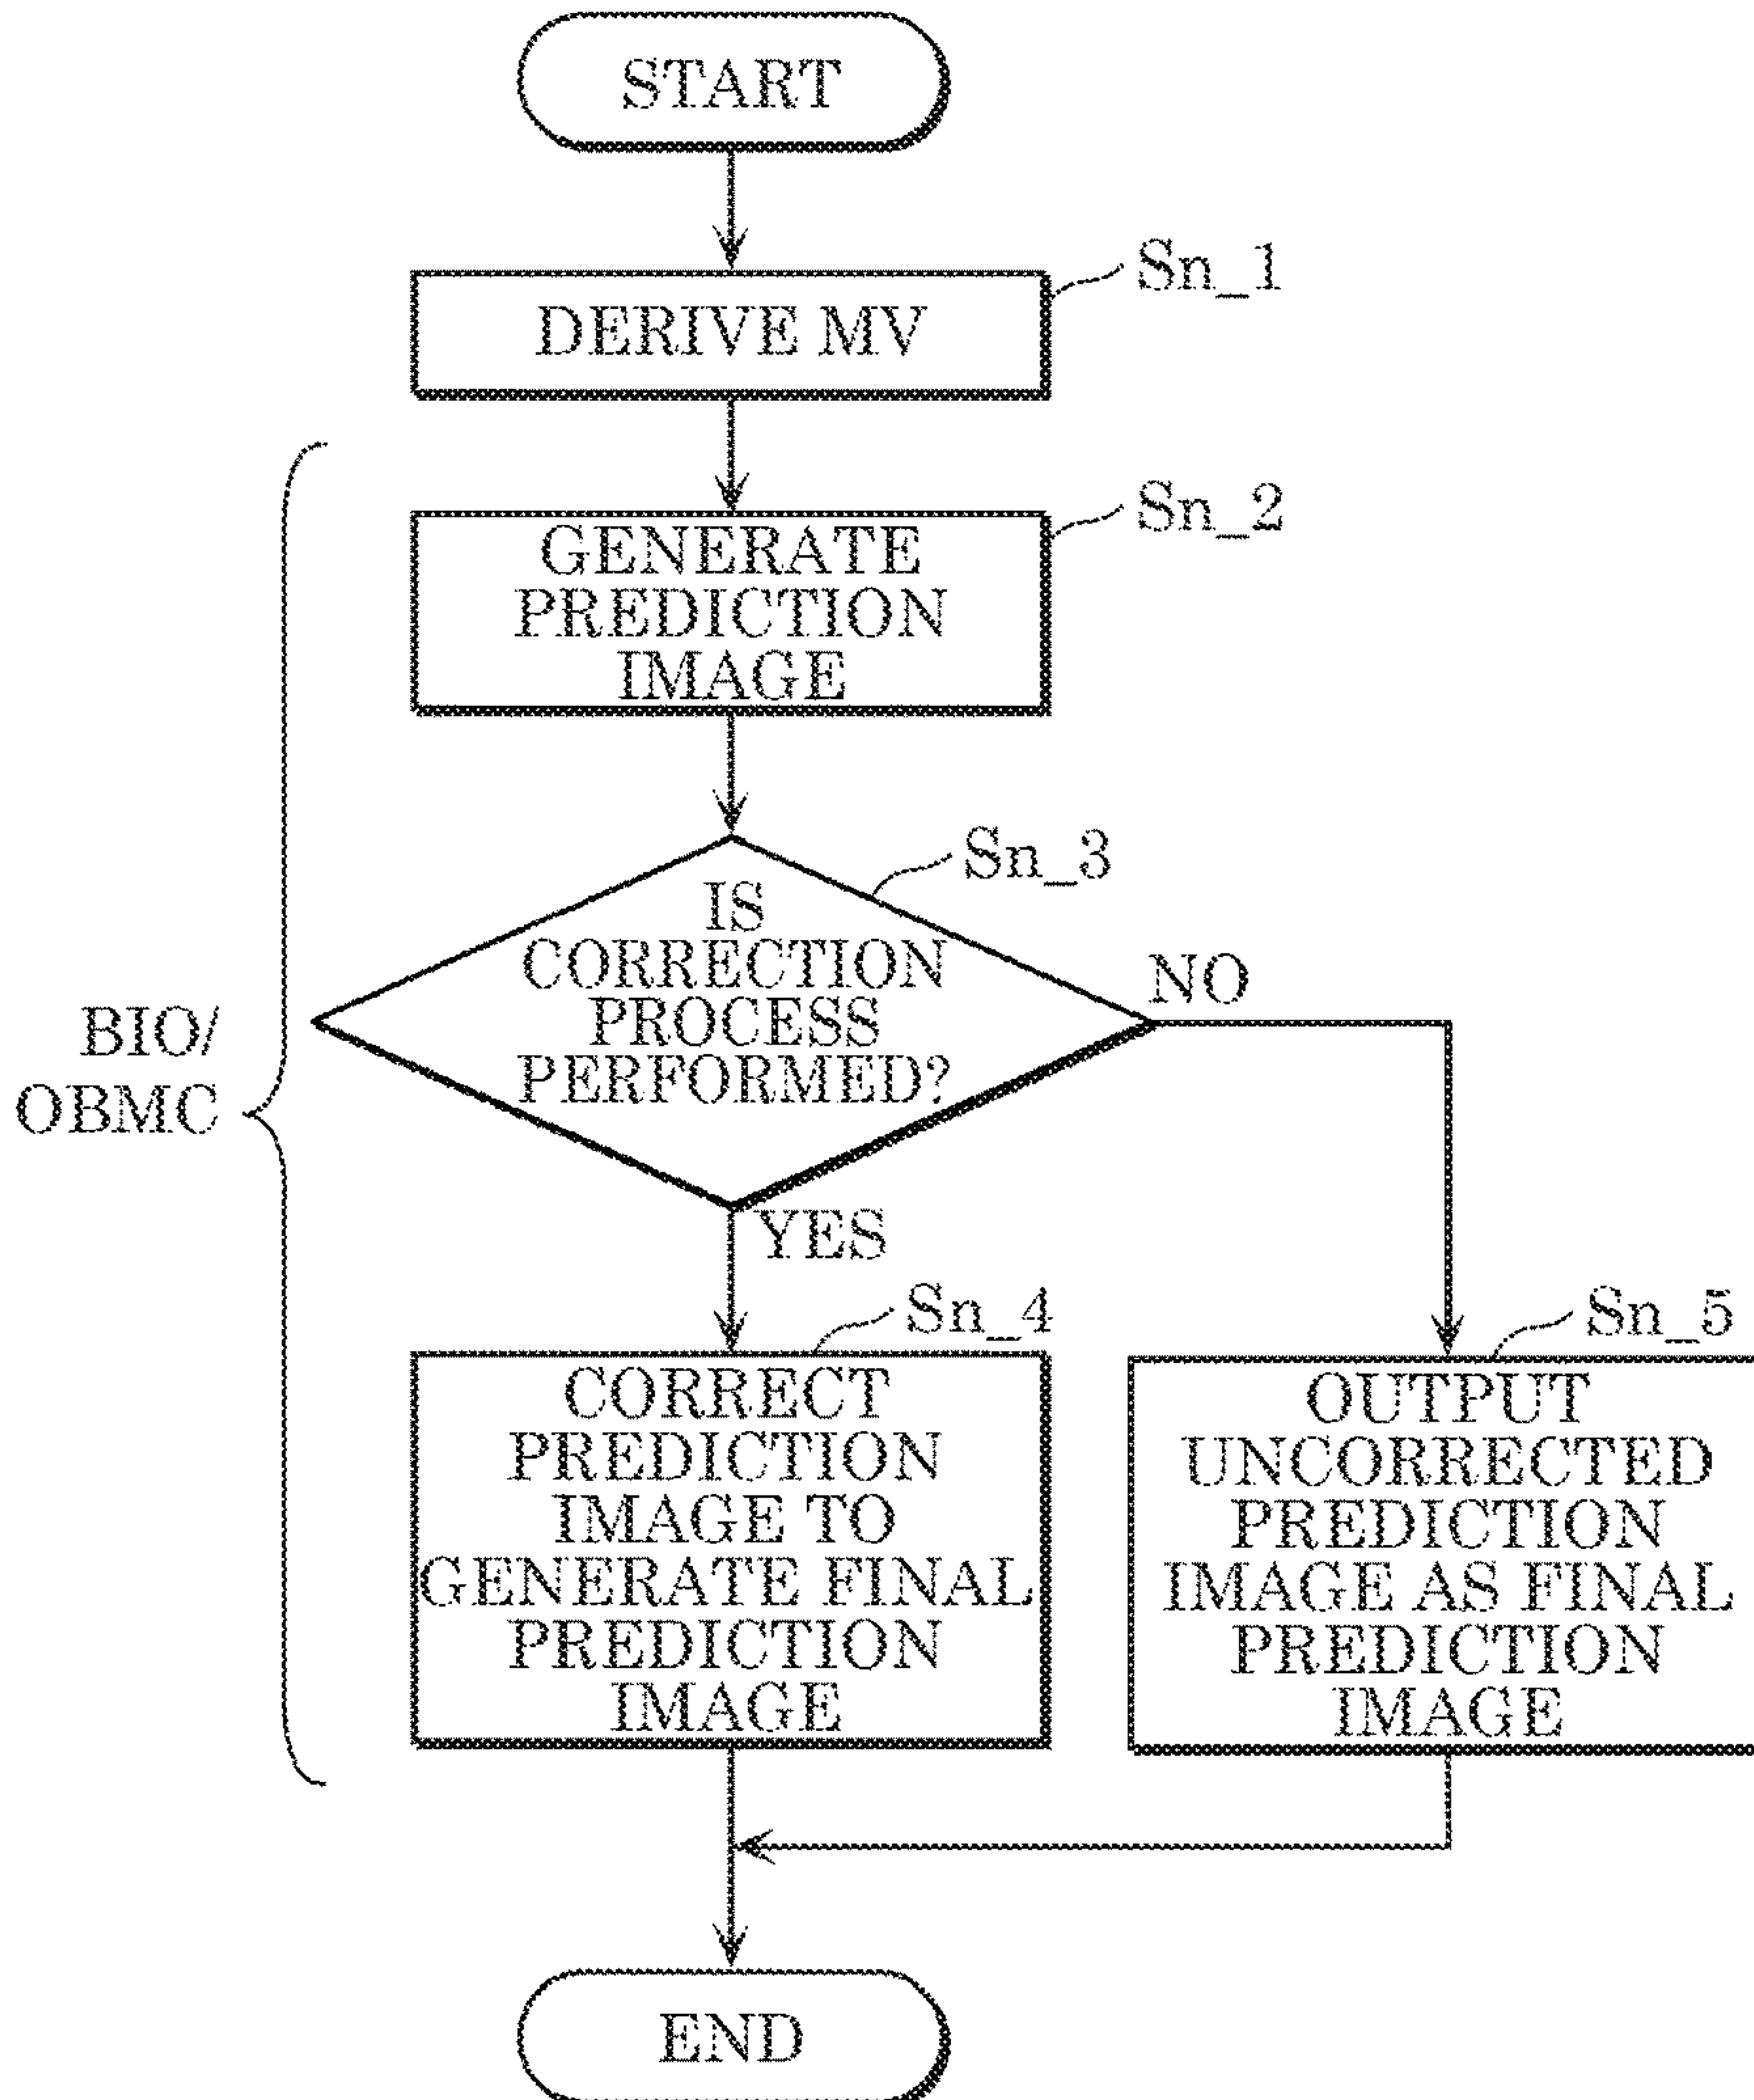 START
Sn_1
DERIVE MV
Sn_2
GENERATE
PREDICTION
IMAGE
Sn_3
IS
CORRECTION
PROCESS
PERFORMED?
NO
BIO/
OBMC
YES
Sn_4
CORRECT
PREDICTION
IMAGE TO
GENERATE FINAL
PREDICTION
IMAGE
Sn_5
OUTPUT
UNCORRECTED
PREDICTION
IMAGE AS FINAL
PREDICTION
IMAGE
END